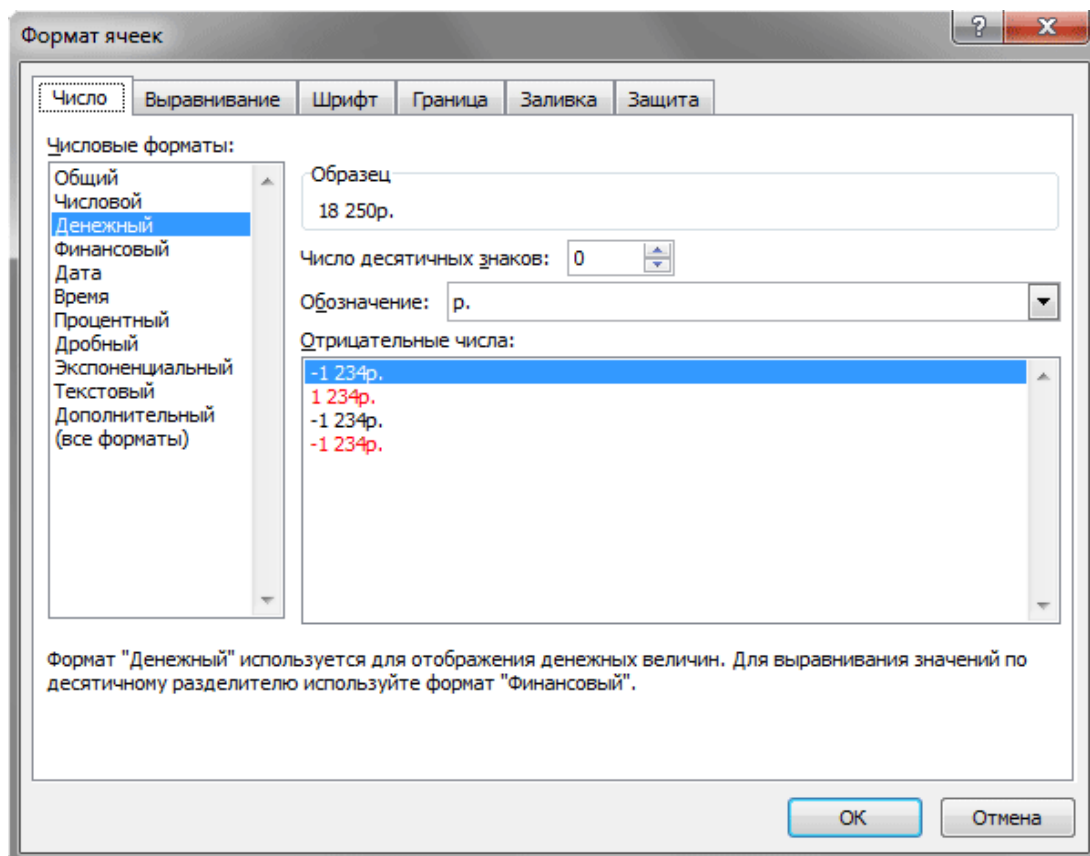 Формат ячеек
Число Выравнивание Шрифт Граница Заливка Защита
Числовые форматы:
Общий
Числовой
Денежный
Финансовый
Дата
Время
Процентный
Дробный
Экспоненциальный
Текстовый
Дополнительный
(все форматы)
Образец
18 250р.
Число десятичных знаков: 0
Обозначение: р.
Отрицательные числа:
-1 234р.
1 234р.
-1 234р.
-1 234р.
Формат "Денежный" используется для отображения денежных величин. Для выравнивания значений по
десятичному разделителю используйте формат "Финансовый".
ОК Отмена